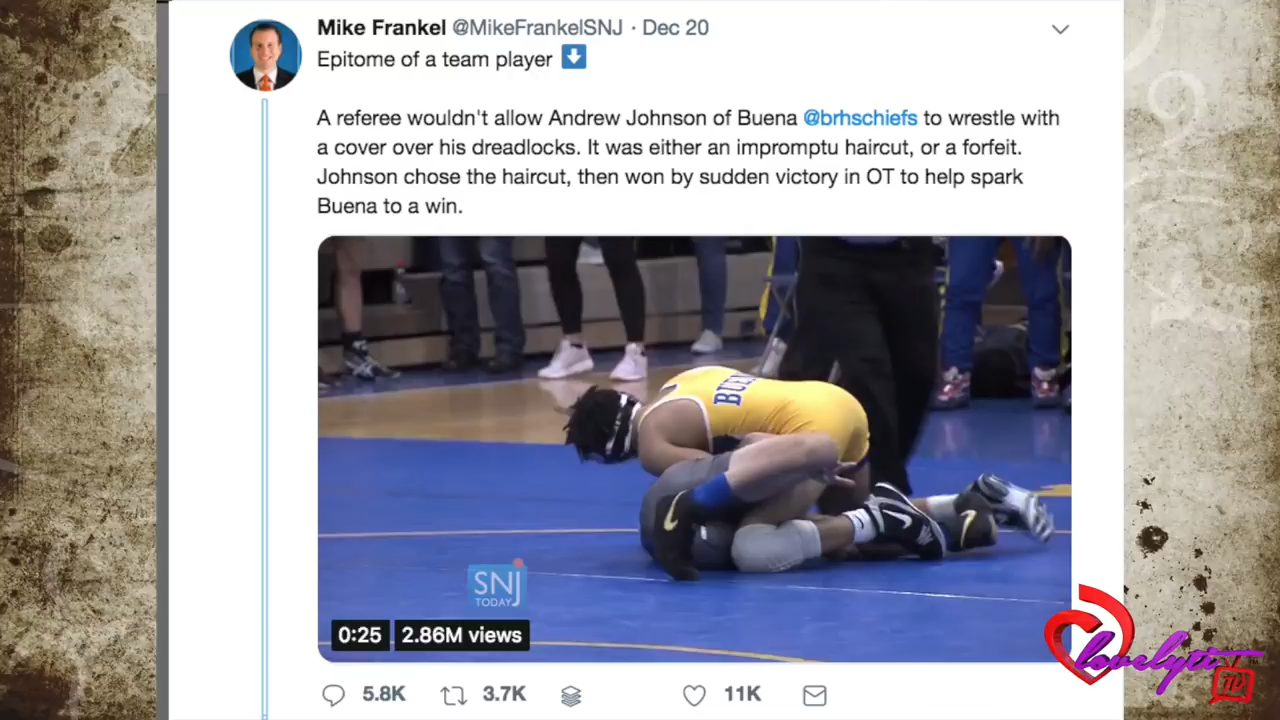 Mike Frankel @MikeFrankelSNJ · Dec 20
Epitome of a team player
A referee wouldn't allow Andrew Johnson of Buena @brhschiefs to wrestle with
a cover over his dreadlocks. It was either an impromptu haircut, or a forfeit.
Johnson chose the haircut, then won by sudden victory in OT to help spark
Buena to a win.
SNJ
TODAY
0:25 2.86M views
5.8K 3.7K 11K
lovelyti
TV